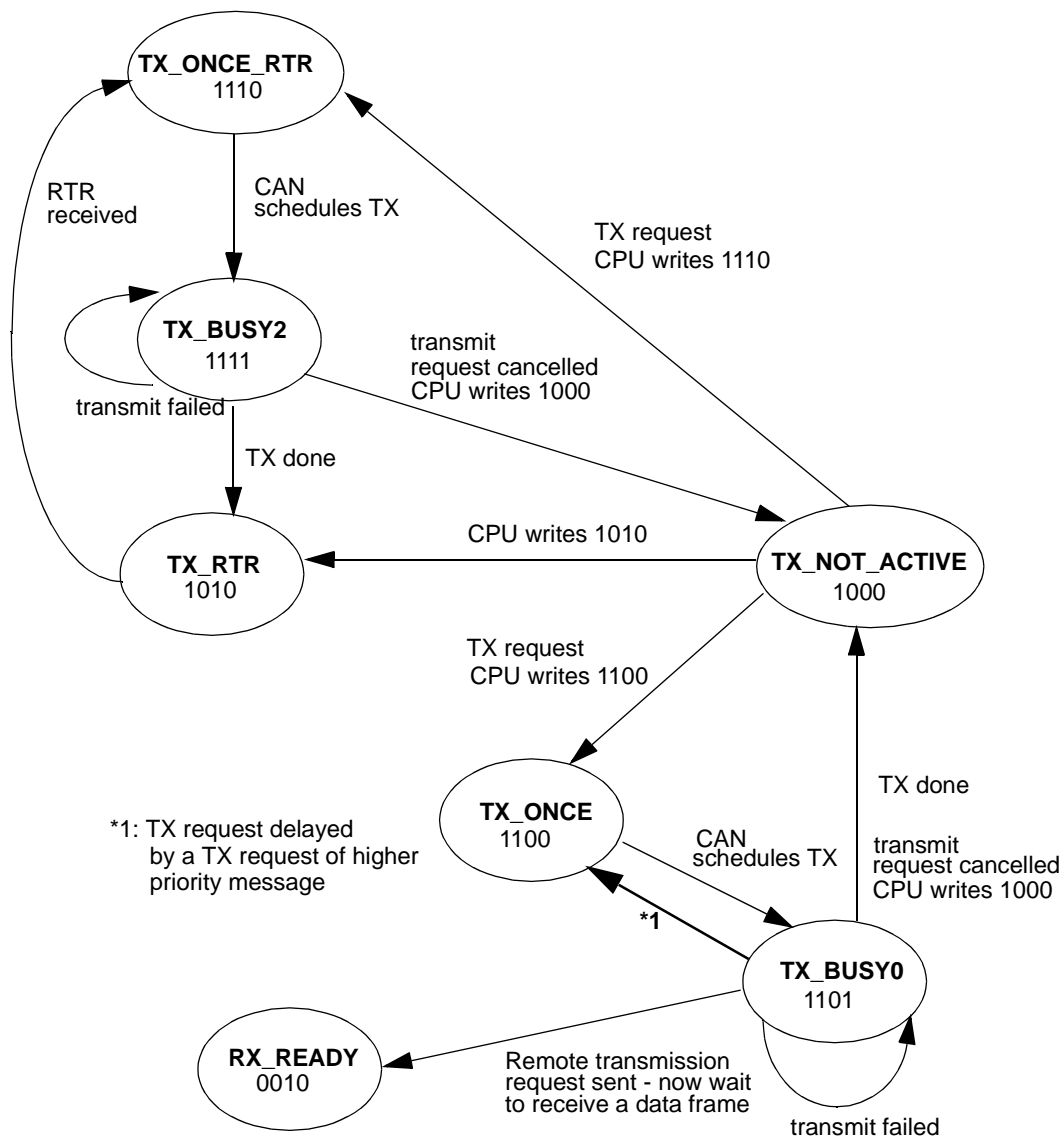 TX_ONCE_RTR
1110
RTR
received
CAN
schedules TX
TX request
CPU writes 1110
TX_BUSY2
1111
transmit
request cancelled
CPU writes 1000
transmit failed
TX done
CPU writes 1010
TX_RTR
1010
TX_NOT_ACTIVE
1000
TX request
CPU writes 1100
TX_ONCE
1100
*1: TX request delayed
by a TX request of higher
priority message
CAN
schedules TX
TX done
transmit
request cancelled
CPU writes 1000
*1
TX_BUSY0
1101
RX_READY
0010
Remote transmission
request sent - now wait
to receive a data frame
transmit failed